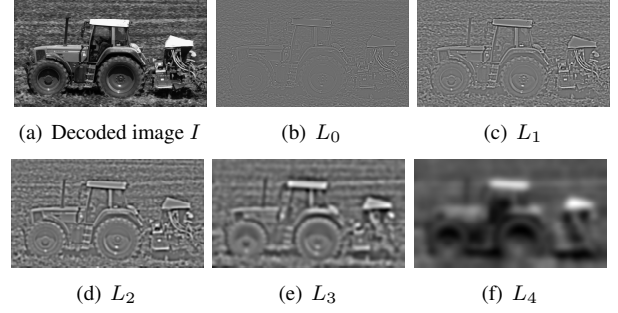 (a) Decoded image I
(b) L₀
(c) L₁
(d) L₂
(e) L₃
(f) L₄